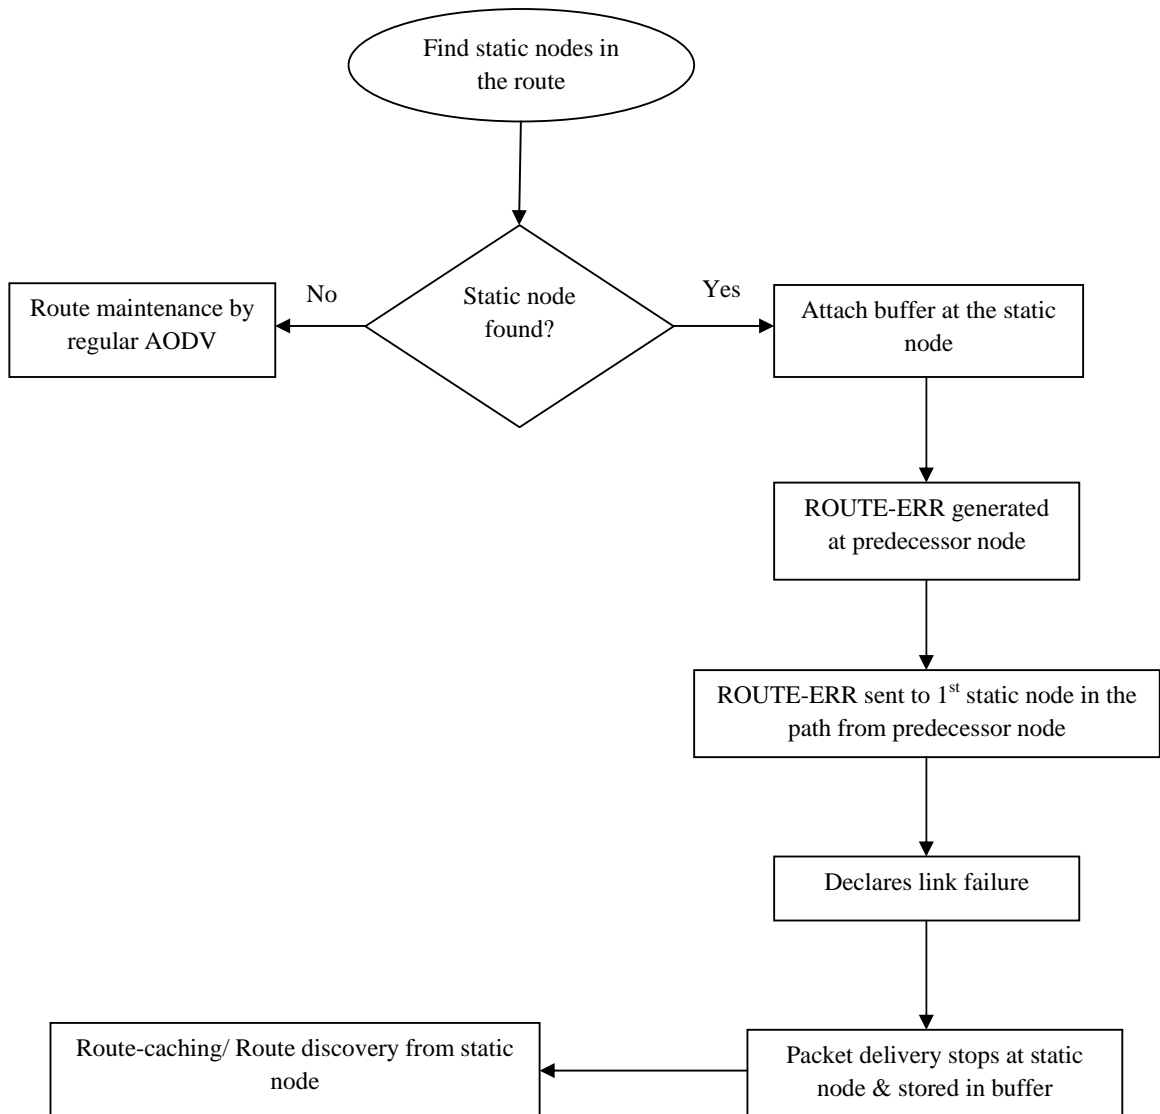 Find static nodes in
the route
Static node
found?
No
Yes
Route maintenance by
regular AODV
Attach buffer at the static
node
ROUTE-ERR generated
at predecessor node
ROUTE-ERR sent to 1st static node in the
path from predecessor node
Declares link failure
Packet delivery stops at static
node & stored in buffer
Route-caching/ Route discovery from static
node